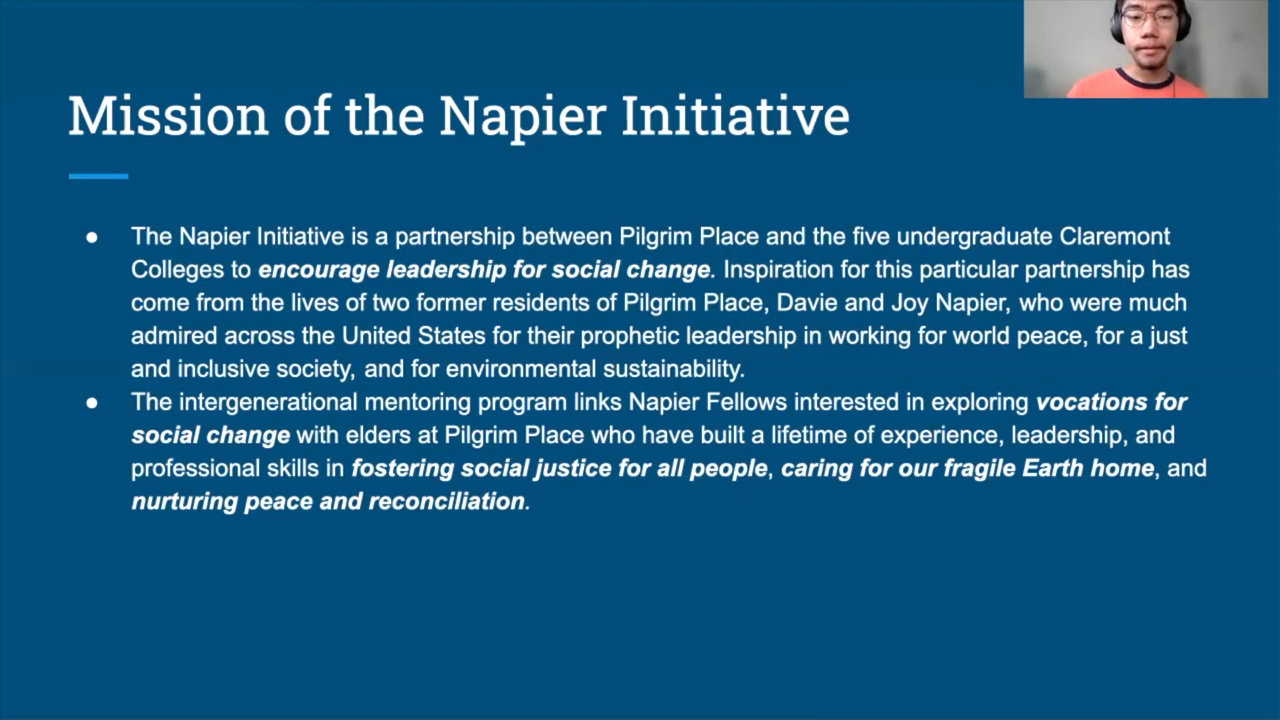 Mission of the Napier Initiative
● The Napier Initiative is a partnership between Pilgrim Place and the five undergraduate Claremont
Colleges to encourage leadership for social change. Inspiration for this particular partnership has
come from the lives of two former residents of Pilgrim Place, Davie and Joy Napier, who were much
admired across the United States for their prophetic leadership in working for world peace, for a just
and inclusive society, and for environmental sustainability.
● The intergenerational mentoring program links Napier Fellows interested in exploring vocations for
social change with elders at Pilgrim Place who have built a lifetime of experience, leadership, and
professional skills in fostering social justice for all people, caring for our fragile Earth home, and
nurturing peace and reconciliation.